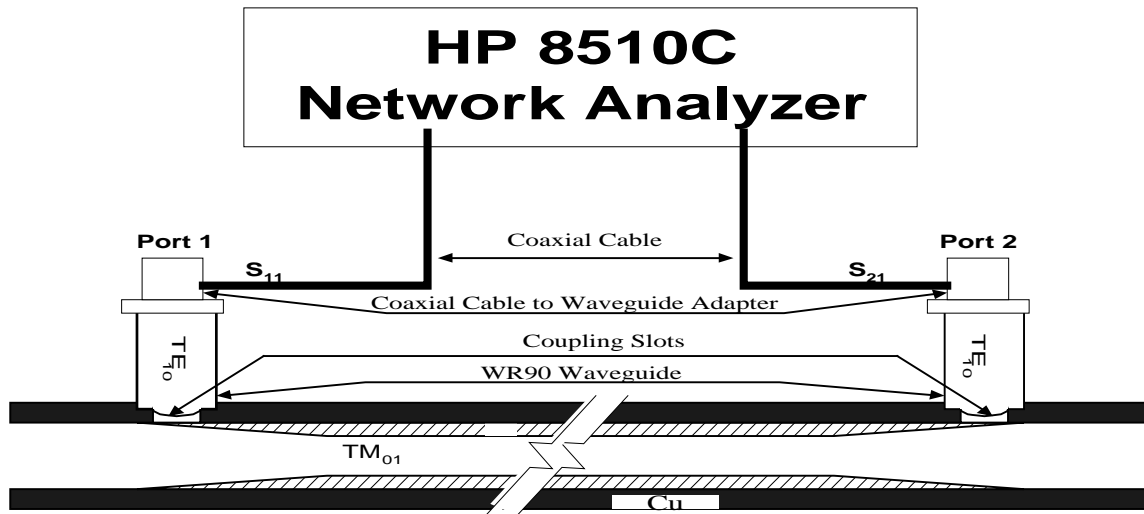 HP 8510C
Network Analyzer
Port 1
Coaxial Cable
Port 2
S11
S21
Coaxial Cable to Waveguide Adapter
TE10
Coupling Slots
TE10
WR90 Waveguide
TM01
Cu